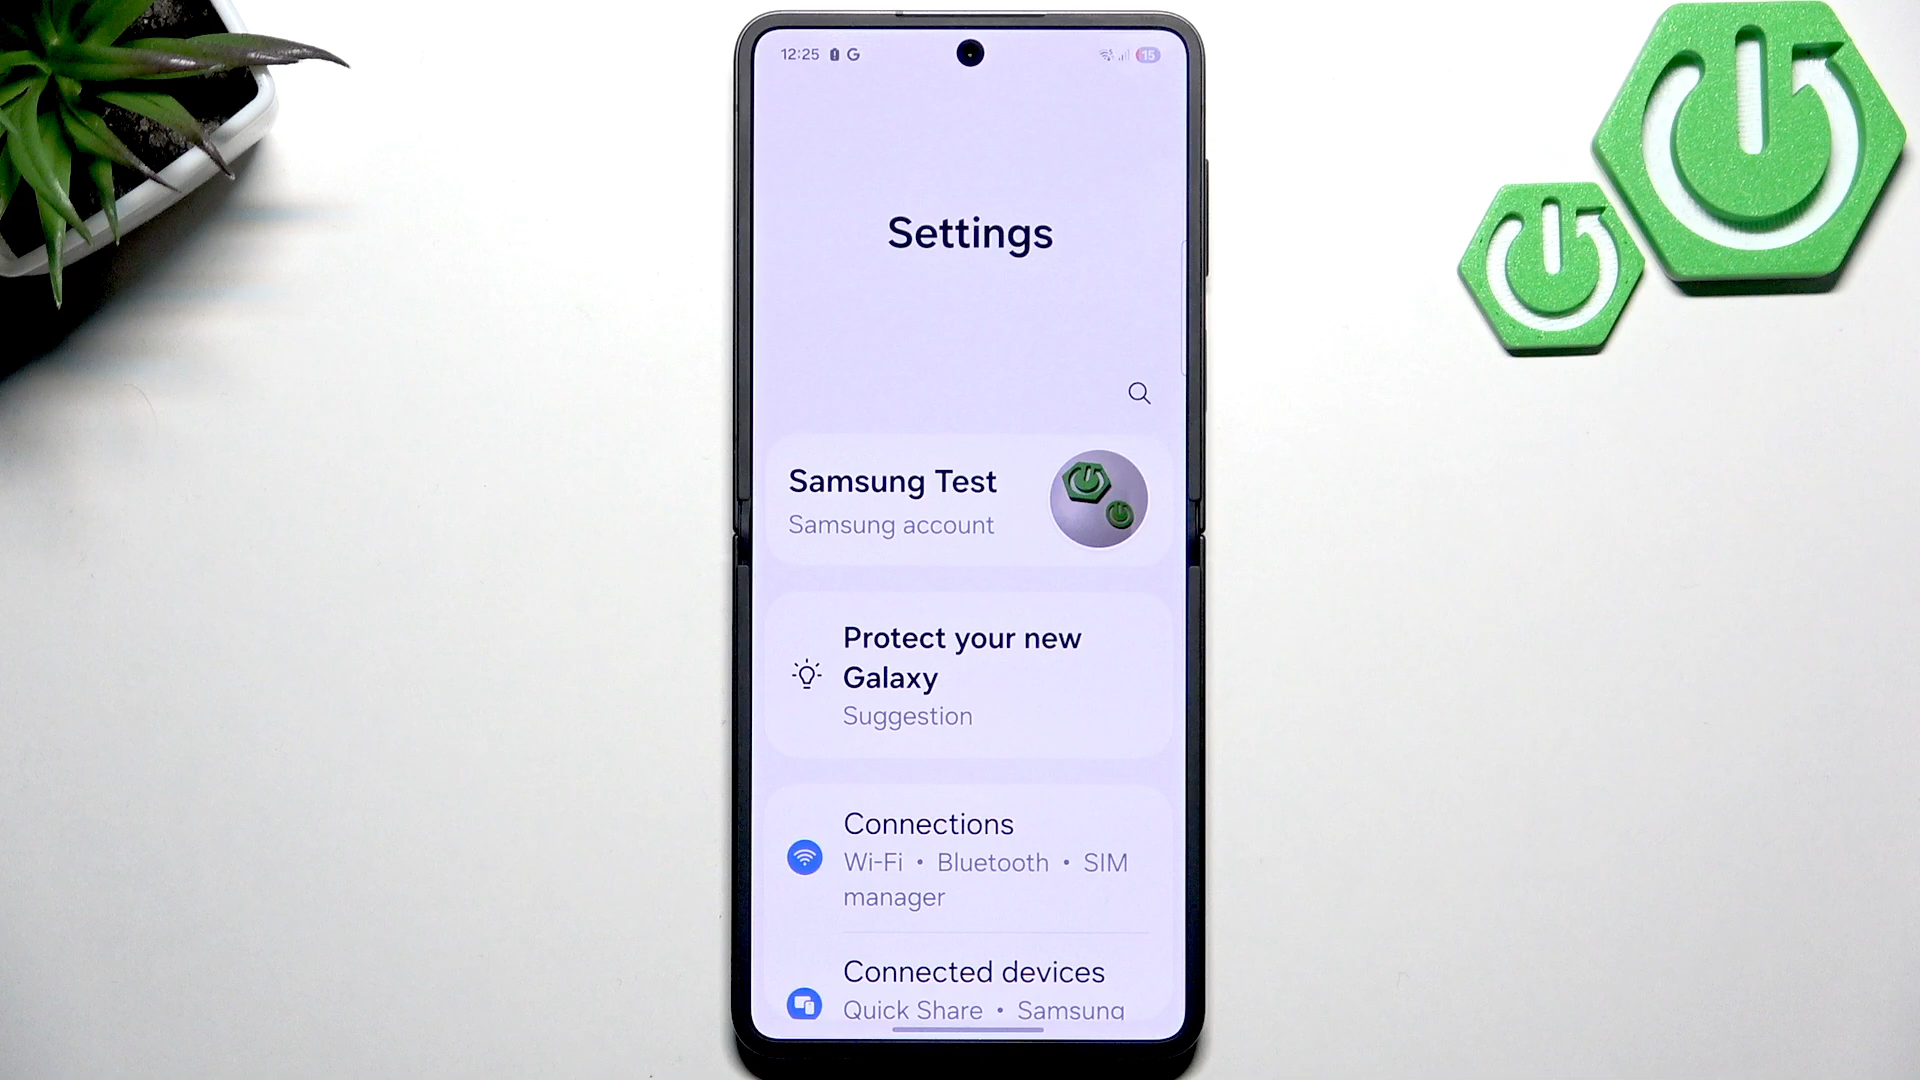 12:25 G 15
Settings
Samsung Test
Samsung account
Protect your new
Galaxy
Suggestion
Connections
Wi-Fi • Bluetooth • SIM
manager
Connected devices
Quick Share • Samsung